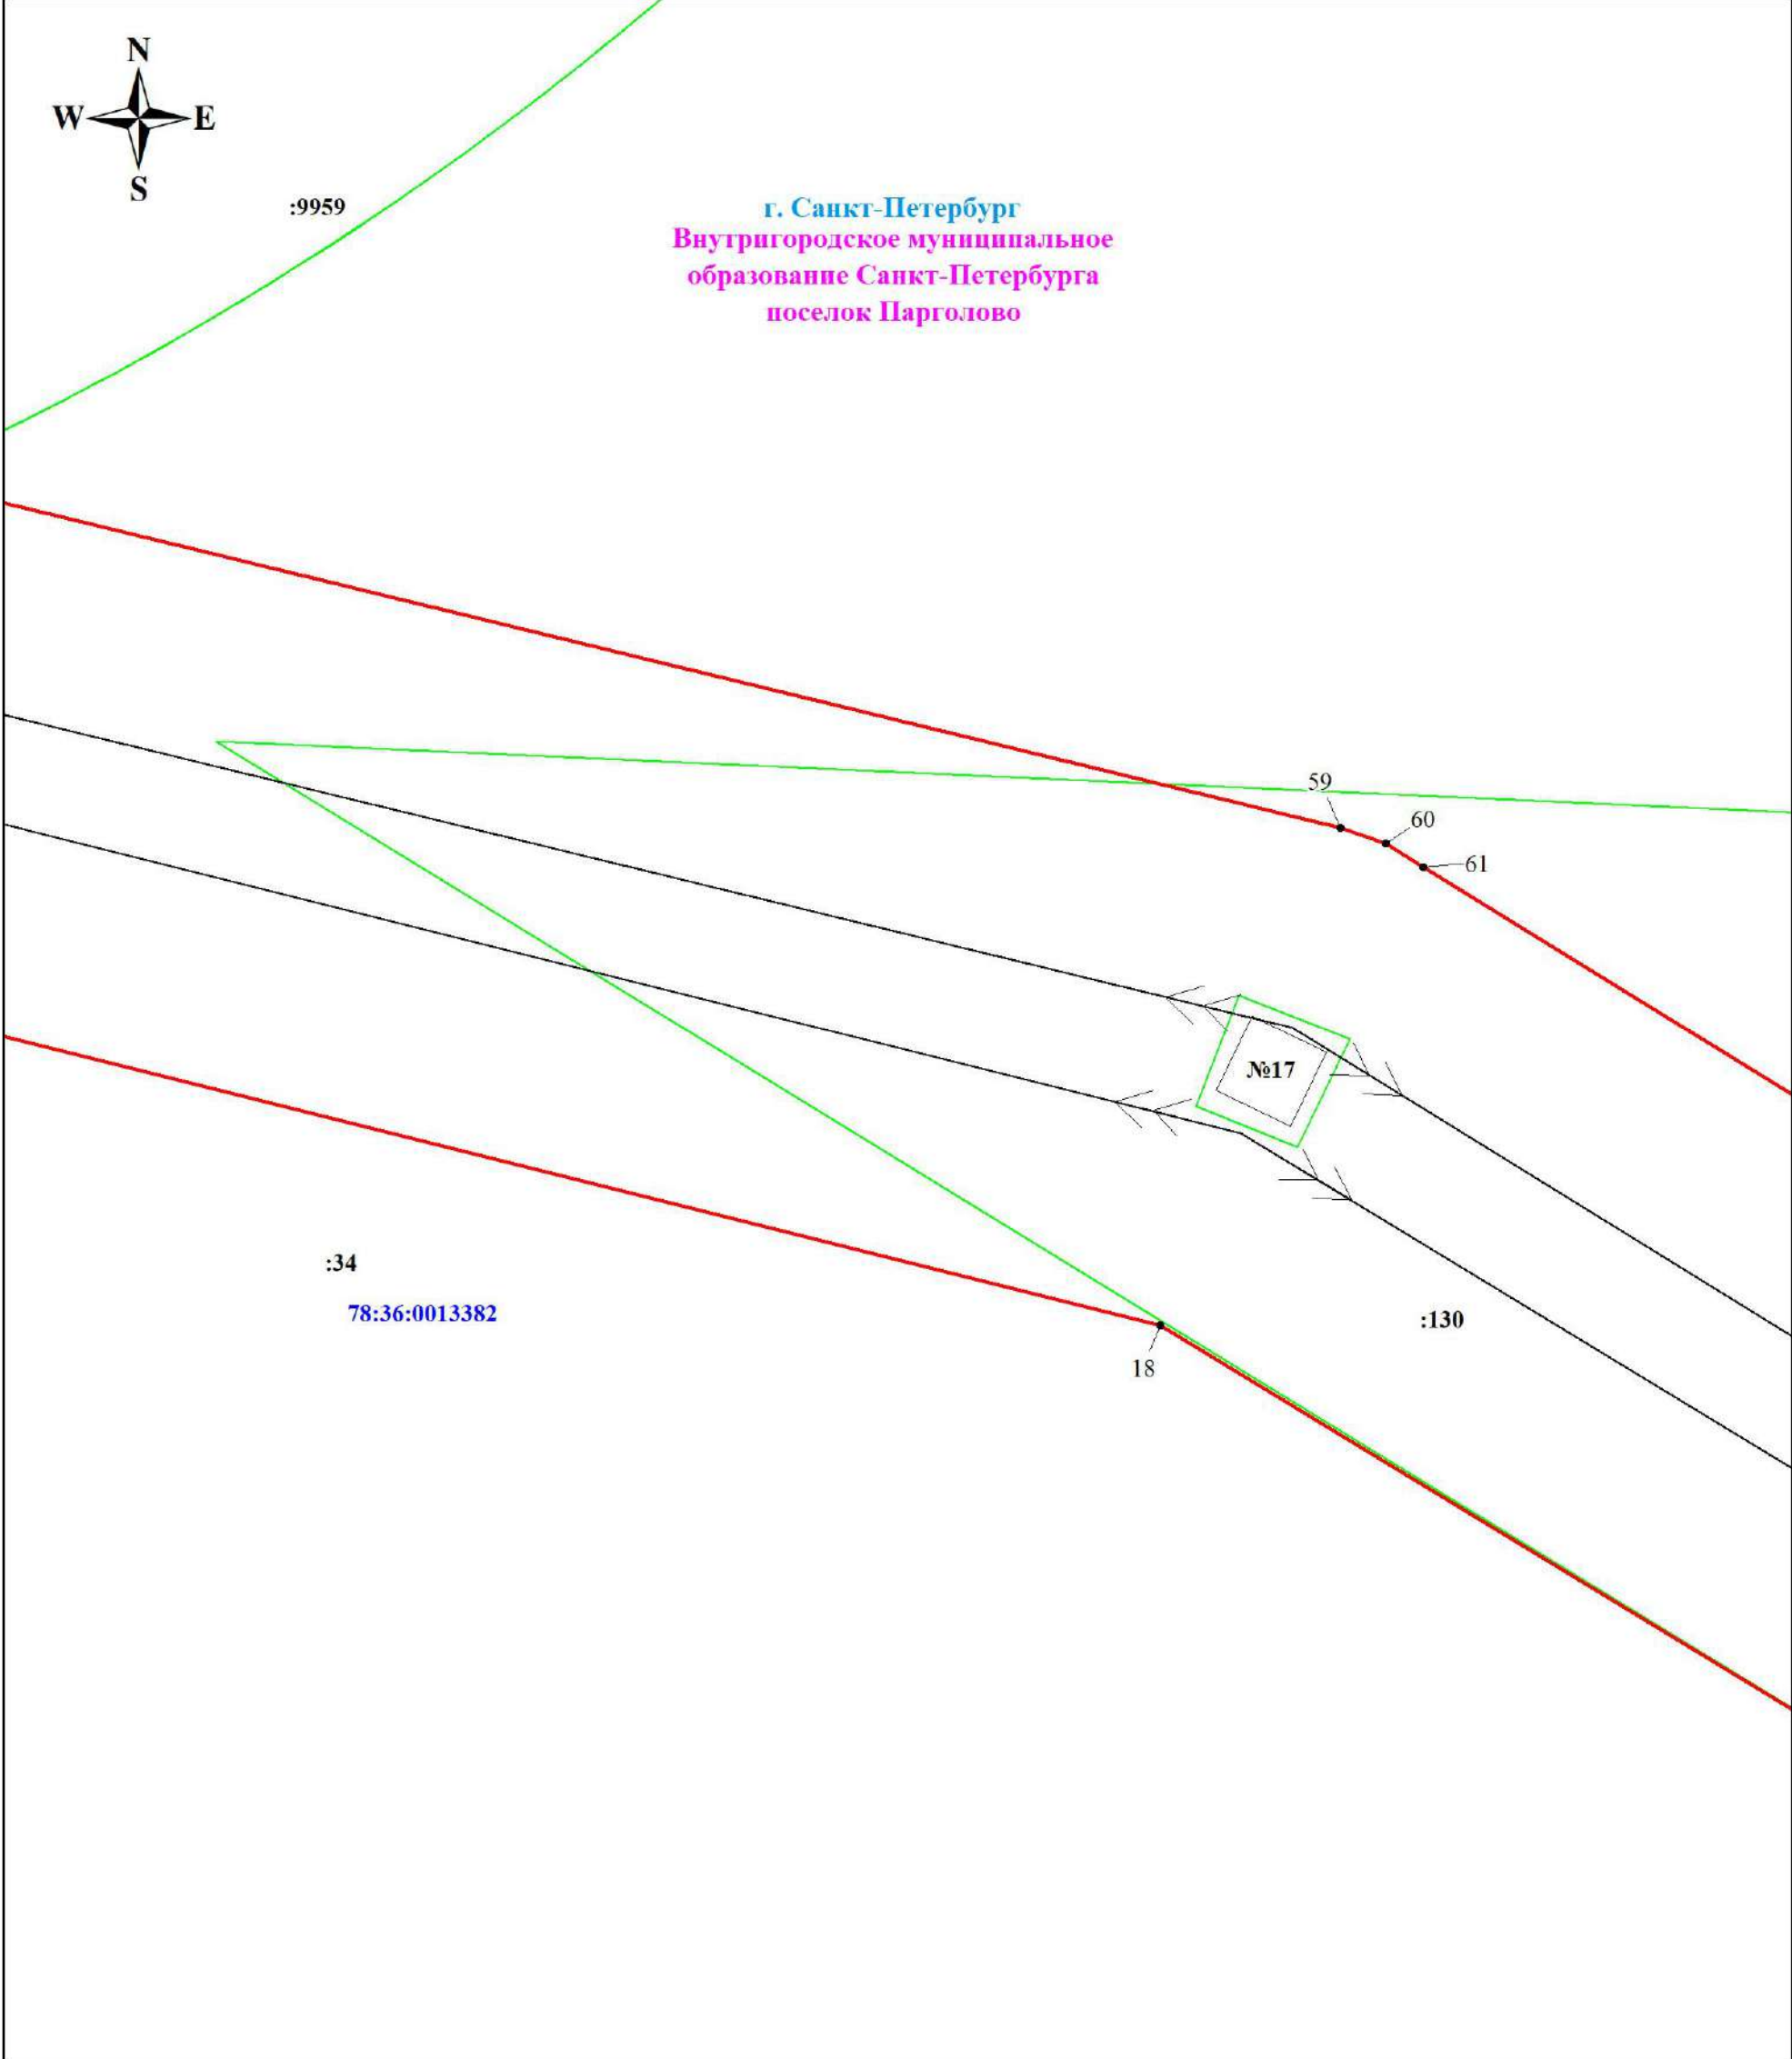 N
W E
S
:9959
г. Санкт-Петербург
Внутригородское муниципальное
образование Санкт-Петербурга
поселок Парголово
59
60
61
№17
:34
78:36:0013382
:130
18